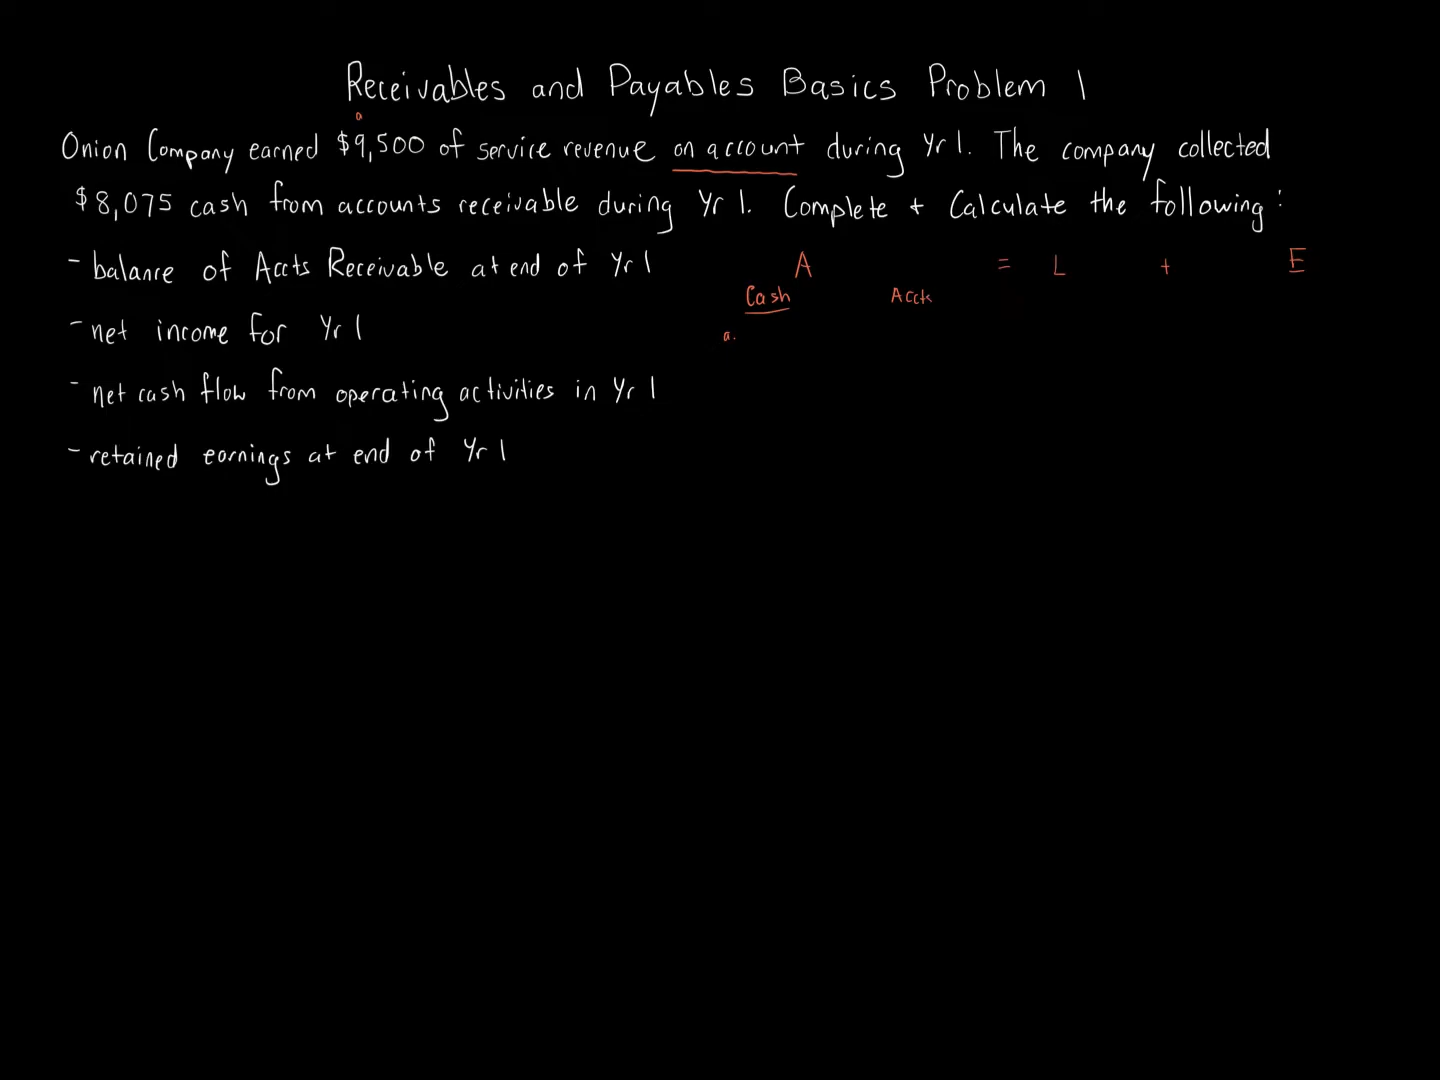 Receivables and Payables Basics Problem 1
a
Onion Company earned $9,500 of service revenue on account during Yr 1. The company collected
$8,075 cash from accounts receivable during Yr 1. Complete + Calculate the following:
- balance of Accts Receivable at end of Yr 1
A = L + E
Cash Acct
- net income for Yr 1
a.
- net cash flow from operating activities in Yr 1
- retained earnings at end of Yr 1